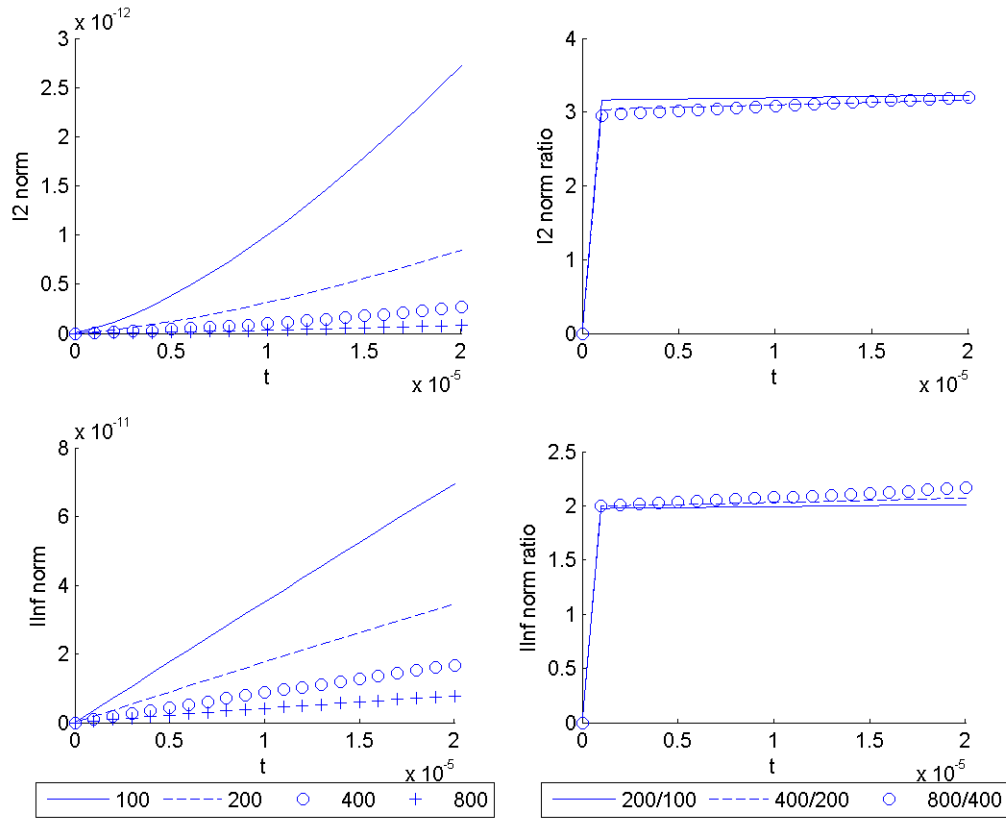 x 10-12
3
2.5
2
1.5
1
0.5
0
l2 norm
0 0.5 1 1.5 2
t
x 10-5
4
3
2
1
0
l2 norm ratio
0 0.5 1 1.5 2
t
x 10-5
x 10-11
8
6
4
2
0
lInf norm
0 0.5 1 1.5 2
t
x 10-5
2.5
2
1.5
1
0.5
0
lInf norm ratio
0 0.5 1 1.5 2
t
x 10-5
100 200 400 800
200/100 400/200 800/400